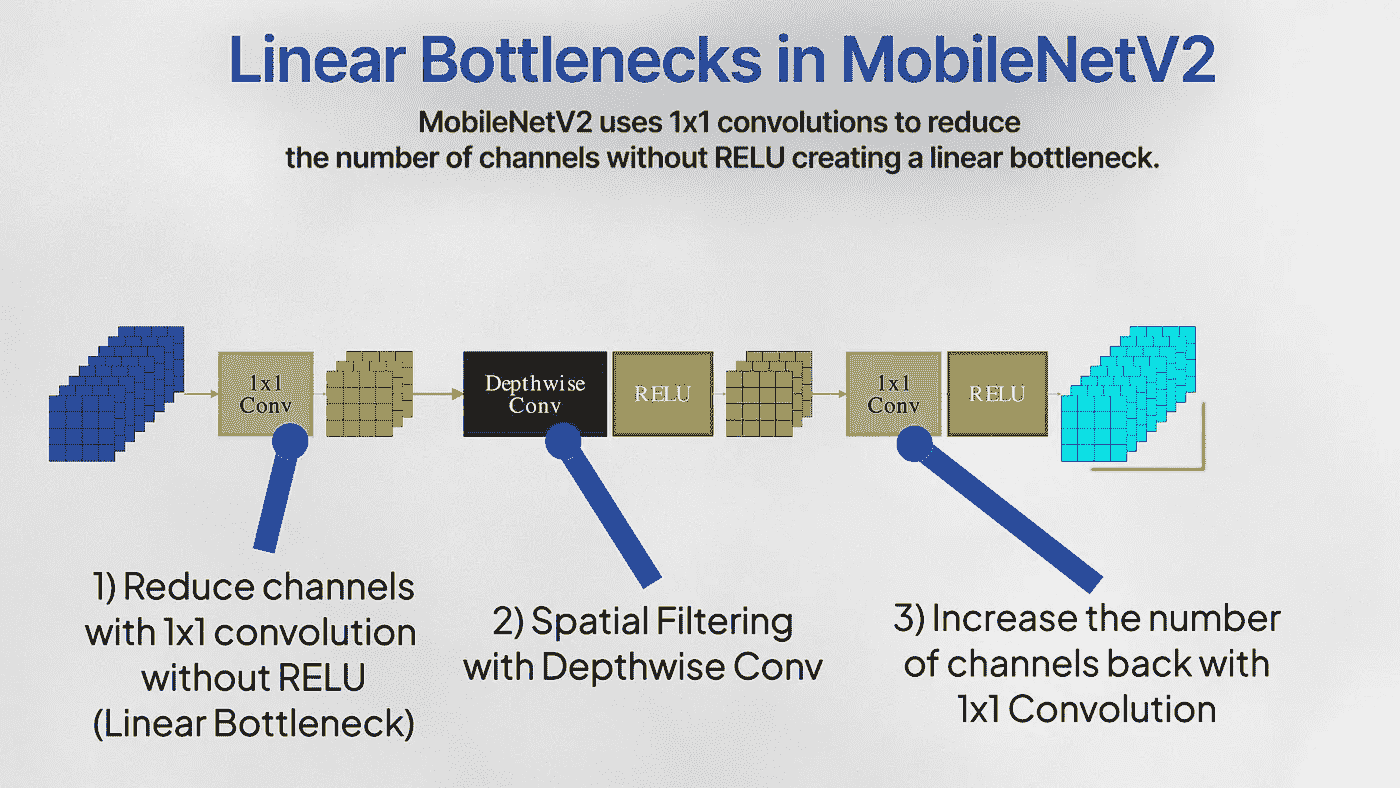 Linear Bottlenecks in MobileNetV2
MobileNetV2 uses 1x1 convolutions to reduce
the number of channels without RELU creating a linear bottleneck.
1x1
Conv
Depthwise
Conv
RELU
1x1
Conv
RELU
1) Reduce channels
with 1x1 convolution
without RELU
(Linear Bottleneck)
2) Spatial Filtering
with Depthwise Conv
3) Increase the number
of channels back with
1x1 Convolution